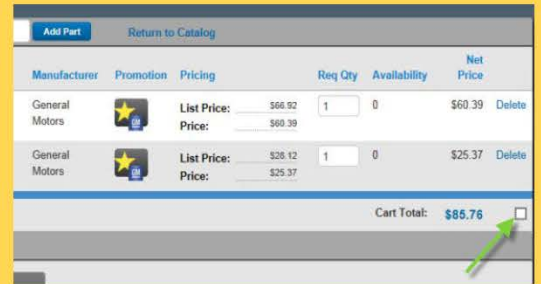 Add Part Return to Catalog
Manufacturer Promotion Pricing Req Qty Availability Net Price
General Motors GM List Price: $66.92 1 0 $60.39 Delete
Price: $60.39
General Motors GM List Price: $28.12 1 0 $25.37 Delete
Price: $25.37
Cart Total: $85.76